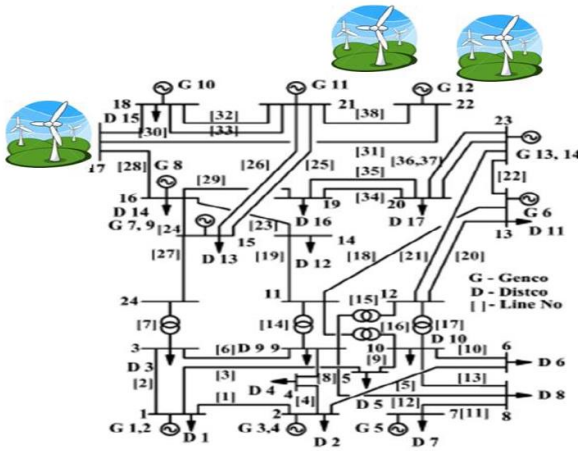 G 10
G 11
G 12
18
21
22
D 15
[32]
[33]
[38]
[30]
23
17
[31]
G 13, 14
[28]
G 8
[26]
[25]
[36,37]
[29]
[35]
[22]
16
19
[34]
20
G 6
D 14
D 16
D 17
13
D 11
G 7, 9
[24]
15
[23]
14
[27]
D 13
[19]
D 12
[18]
[21]
[20]
G - Genco
D - Distco
[ ] - Line No
24
11
[15]
12
[7]
[14]
[16]
[17]
D 10
3
[6]
D 9
9
10
6
[10]
[9]
D 3
[3]
[8]
5
D 6
[2]
D 4
4
[5]
[13]
[1]
[4]
D 5
[12]
D 8
1
2
7
[11]
8
G 1,2
D 1
G 3,4
D 2
G 5
D 7